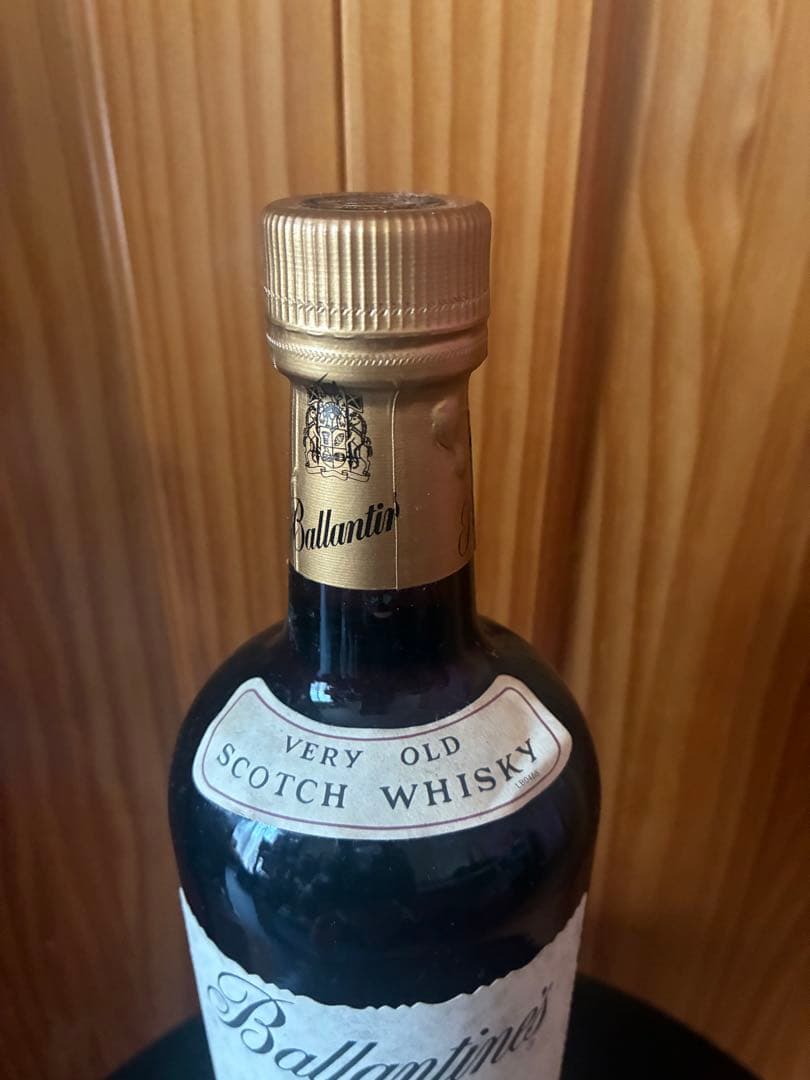 Ballantin
VERY OLD
SCOTCH WHISKY
Ballantine's